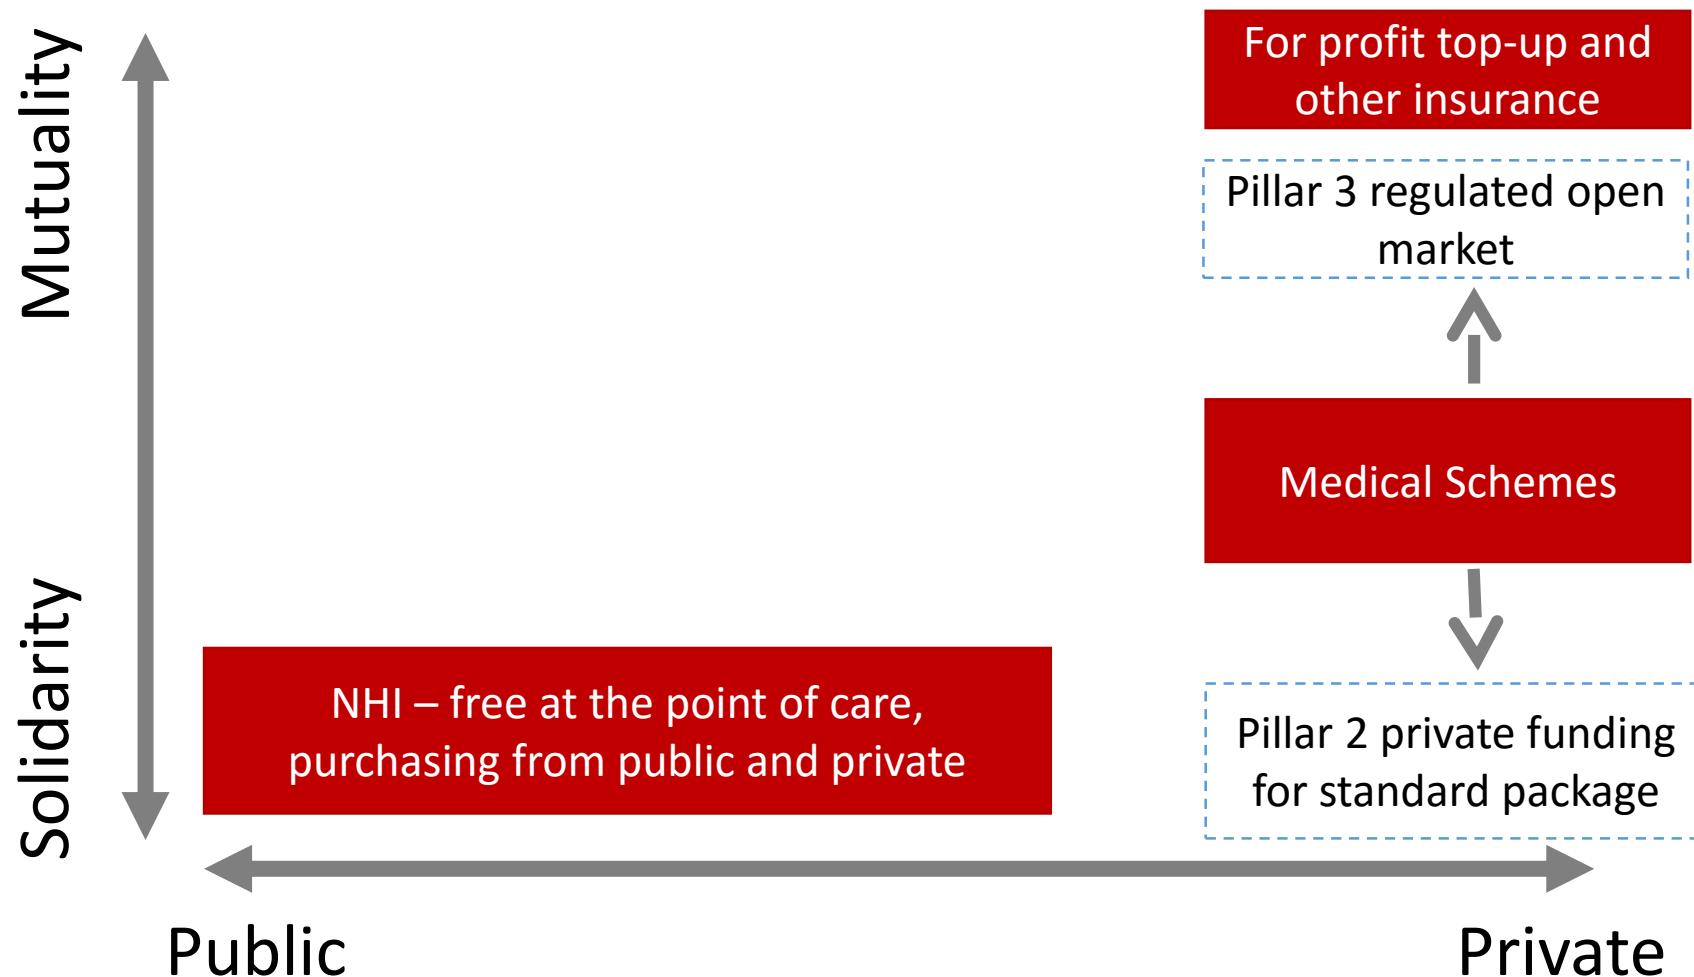 Mutuality
Solidarity
For profit top-up and
other insurance
Pillar 3 regulated open
market
Medical Schemes
NHI – free at the point of care,
purchasing from public and private
Pillar 2 private funding
for standard package
Public
Private